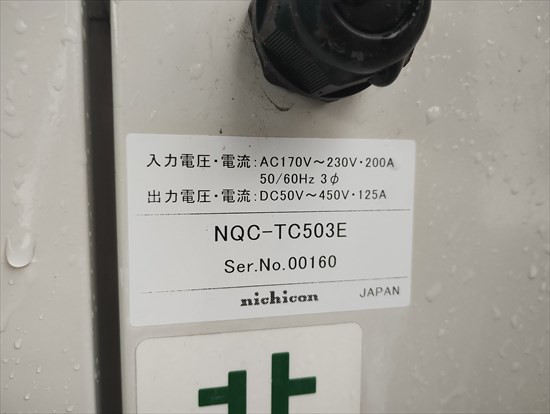 入力電圧・電流:AC170V～230V・200A
50/60Hz 3φ
出力電圧・電流:DC50V～450V・125A
NQC-TC503E
Ser.No.00160
nichicon JAPAN